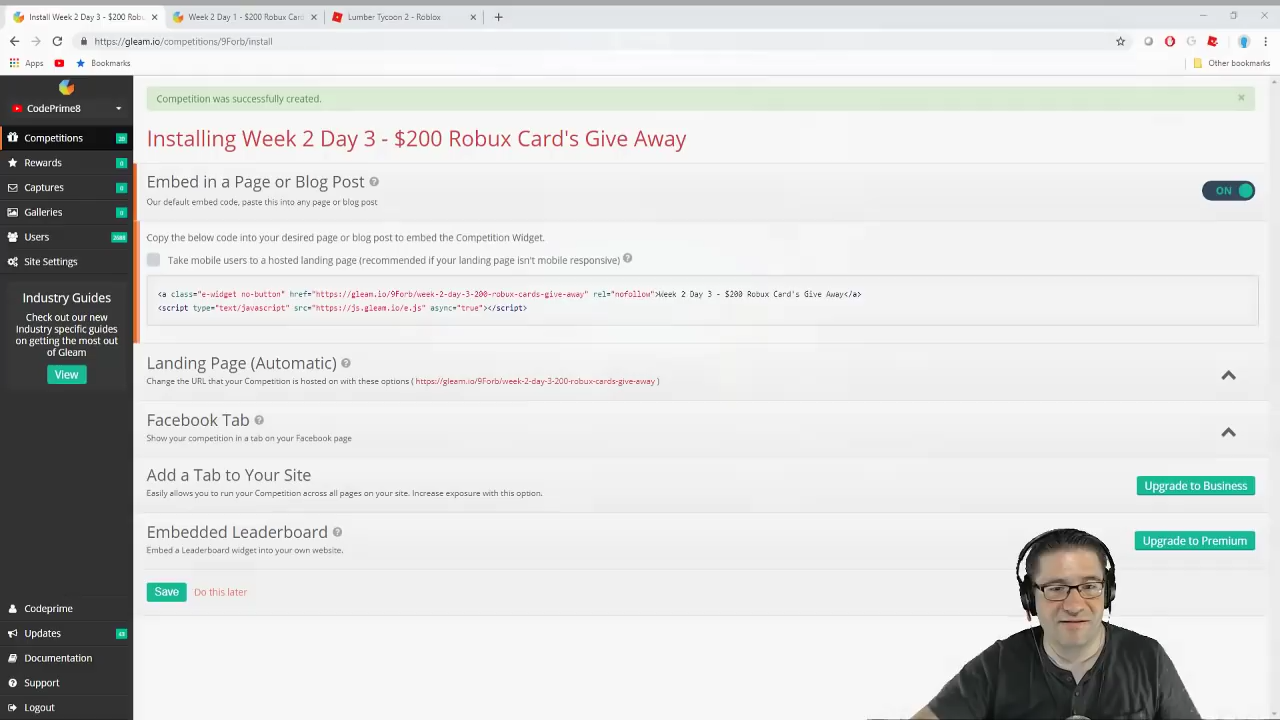 Install Week 2 Day 3 - $200 Robu
Week 2 Day 1 - $200 Robux Card
Lumber Tycoon 2 - Roblox
https://gleam.io/competitions/9Forb/install
Apps
Bookmarks
Other bookmarks
CodePrime8
Competitions 28
Rewards 0
Captures 0
Galleries 0
Users 2688
Site Settings
Industry Guides
Check out our new
Industry specific guides
on getting the most out
of Gleam
View
Codeprime
Updates 43
Documentation
Support
Logout
Competition was successfully created.
Installing Week 2 Day 3 - $200 Robux Card's Give Away
Embed in a Page or Blog Post
ON
Our default embed code, paste this into any page or blog post
Copy the below code into your desired page or blog post to embed the Competition Widget.
Take mobile users to a hosted landing page (recommended if your landing page isn't mobile responsive)
<a class="e-widget no-button" href="https://gleam.io/9Forb/week-2-day-3-200-robux-cards-give-away" rel="nofollow">Week 2 Day 3 - $200 Robux Card's Give Away</a>
<script type="text/javascript" src="https://js.gleam.io/e.js" async="true"></script>
Landing Page (Automatic)
Change the URL that your Competition is hosted on with these options ( https://gleam.io/9Forb/week-2-day-3-200-robux-cards-give-away )
Facebook Tab
Show your competition in a tab on your Facebook page
Add a Tab to Your Site
Easily allows you to run your Competition across all pages on your site. Increase exposure with this option.
Upgrade to Business
Embedded Leaderboard
Embed a Leaderboard widget into your own website.
Upgrade to Premium
Save
Do this later